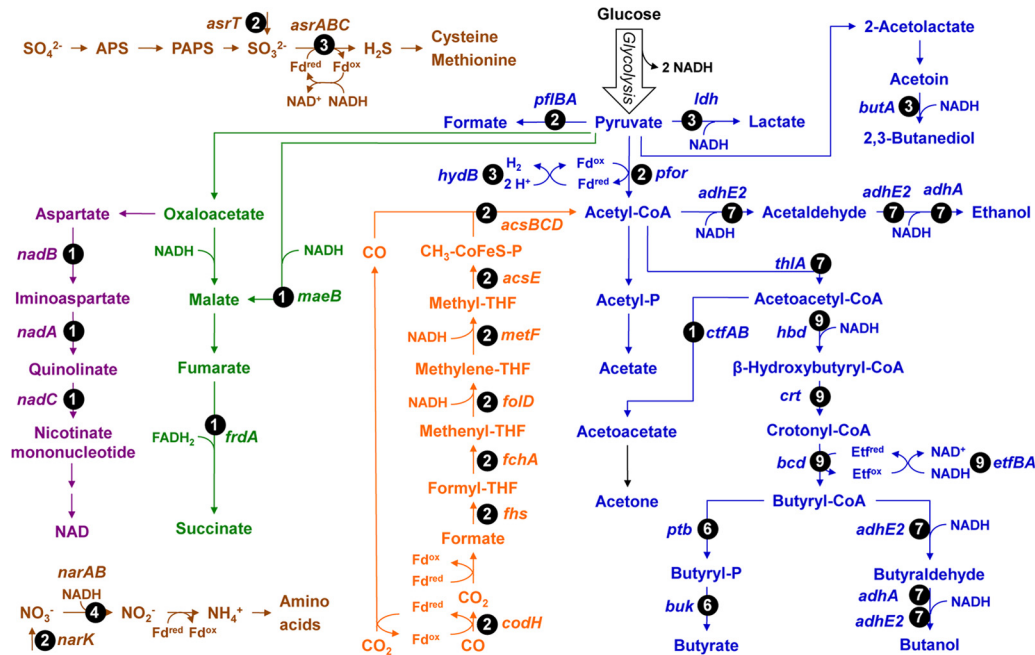 asrT 2 asrABC
SO₄²⁻ APS PAPS SO₃²⁻ 3 H₂S Cysteine
Methionine
Fd^red Fd^ox
NAD⁺ NADH
Glucose
Glycolysis
2 NADH
2-Acetolactate
Acetoin
butA 3 NADH
2,3-Butanediol
pflBA ldh
Formate 2 Pyruvate 3 Lactate
NADH
hydB 3 H₂ Fd^ox 2 pfor
2 H⁺ Fd^red
Aspartate Oxaloacetate
nadB 1
NADH NADH
Iminoaspartate Malate 1 maeB
nadA 1
Quinolinate Fumarate
nadC 1
Nicotinate
mononucleotide
FADH₂ 1 frdA
NAD Succinate
narAB
NADH
NO₃⁻ 4 NO₂⁻ NH₄⁺ Amino
acids
Fd^red Fd^ox
2 narK
2 acsBCD
CO CH₃-CoFeS-P
2 acsE
Methyl-THF
NADH 2 metF
Methylene-THF
NADH 2 folD
Methenyl-THF
2 fchA
Formyl-THF
2 fhs
Formate
Fd^ox
Fd^red
CO₂
Fd^red
Fd^ox 2 codH
CO₂ CO
adhE2 adhE2 adhA
Acetyl-CoA 7 Acetaldehyde 7 7 Ethanol
NADH NADH
thlA 7
Acetyl-P Acetoacetyl-CoA
1 ctfAB 9 NADH
hbd
Acetate β-Hydroxybutyryl-CoA
crt 9
Acetoacetate Crotonyl-CoA
bcd 9 Etf^red NAD⁺
Etf^ox NADH 9 etfBA
Acetone Butyryl-CoA
ptb 6 adhE2 7 NADH
Butyryl-P Butyraldehyde
buk 6 adhA 7 NADH
adhE2 7
Butyrate Butanol